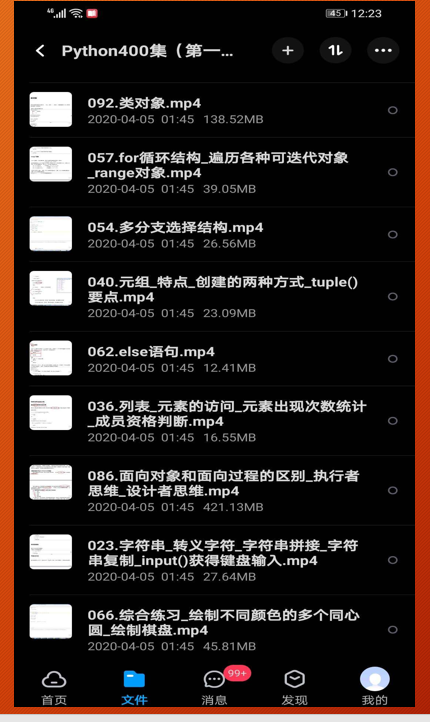 4G
45
12:23
Python400集（第一...
092.类对象.mp4
2020-04-05 01:45 138.52MB
057.for循环结构_遍历各种可迭代对象
_range对象.mp4
2020-04-05 01:45 39.05MB
054.多分支选择结构.mp4
2020-04-05 01:45 26.56MB
040.元组_特点_创建的两种方式_tuple()
要点.mp4
2020-04-05 01:45 23.09MB
062.else语句.mp4
2020-04-05 01:45 12.41MB
036.列表_元素的访问_元素出现次数统计
_成员资格判断.mp4
2020-04-05 01:45 16.55MB
086.面向对象和面向过程的区别_执行者
思维_设计者思维.mp4
2020-04-05 01:45 421.13MB
023.字符串_转义字符_字符串拼接_字符
串复制_input()获得键盘输入.mp4
2020-04-05 01:45 27.64MB
066.综合练习_绘制不同颜色的多个同心
圆_绘制棋盘.mp4
2020-04-05 01:45 45.81MB
99+
首页 文件 消息 发现 我的